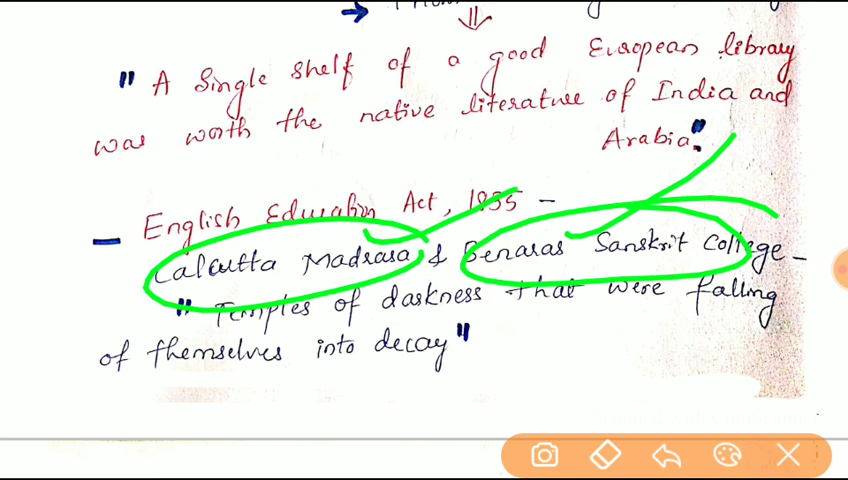 " A Single shelf of a good European library
was worth the native literature of India and
Arabia."
— English Education Act, 1835 –
Calcutta Madrasa & Benaras Sanskrit College –
" Temples of darkness that were falling
of themselves into decay"